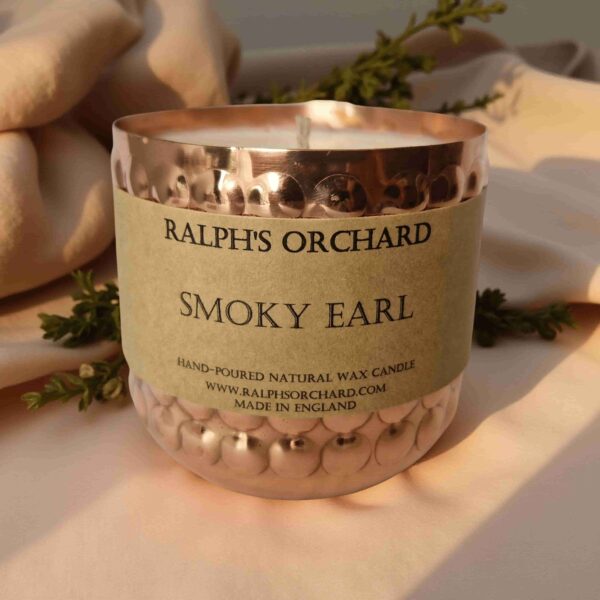 RALPH'S ORCHARD
SMOKY EARL
HAND-POURED NATURAL WAX CANDLE
WWW.RALPHSORCHARD.COM
MADE IN ENGLAND